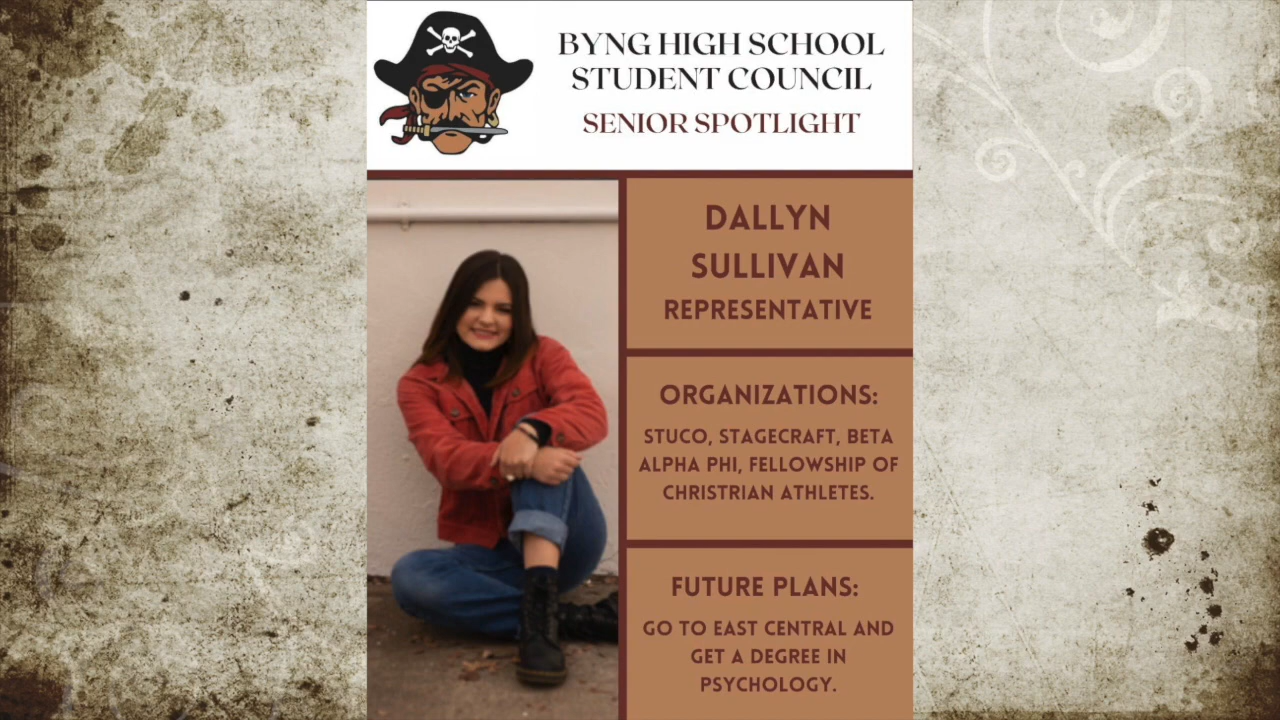 BYNG HIGH SCHOOL
STUDENT COUNCIL
SENIOR SPOTLIGHT
DALLYN
SULLIVAN
REPRESENTATIVE
ORGANIZATIONS:
STUCO, STAGECRAFT, BETA
ALPHA PHI, FELLOWSHIP OF
CHRISTRIAN ATHLETES.
FUTURE PLANS:
GO TO EAST CENTRAL AND
GET A DEGREE IN
PSYCHOLOGY.